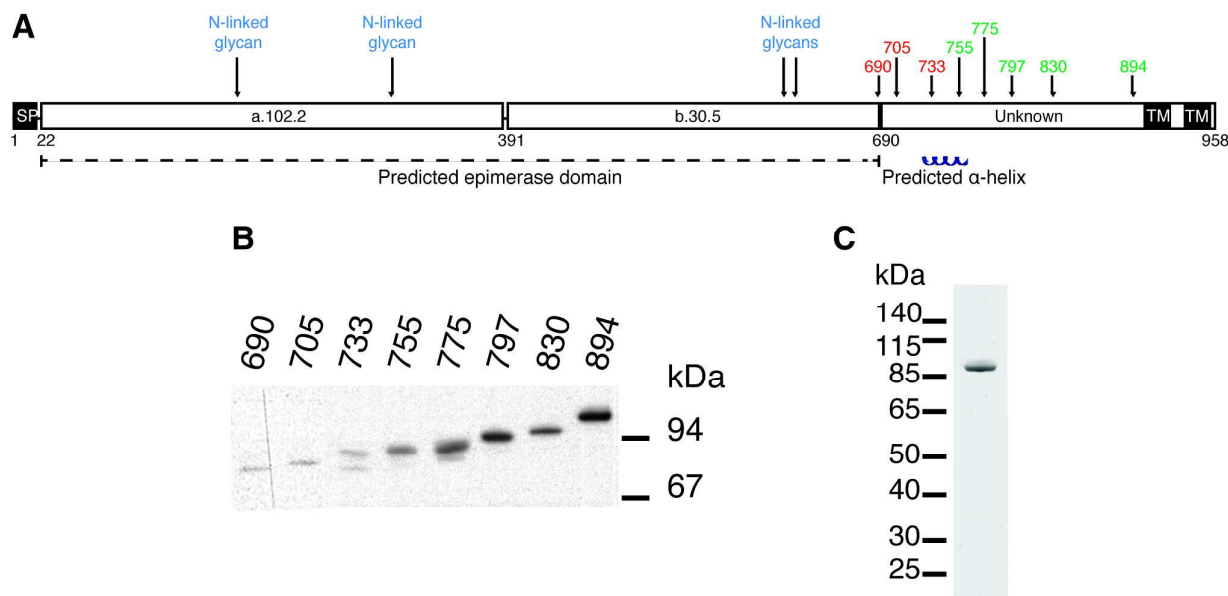 A
N-linked
glycan
N-linked
glycan
N-linked
glycans
775
705
755
690
733
797
830
894
SP
a.102.2
b.30.5
Unknown
TM
TM
1
22
391
690
958
Predicted epimerase domain
Predicted α-helix
B
690 705 733 755 775 797 830 894
kDa
94
67
C
kDa
140
115
85
65
50
40
30
25